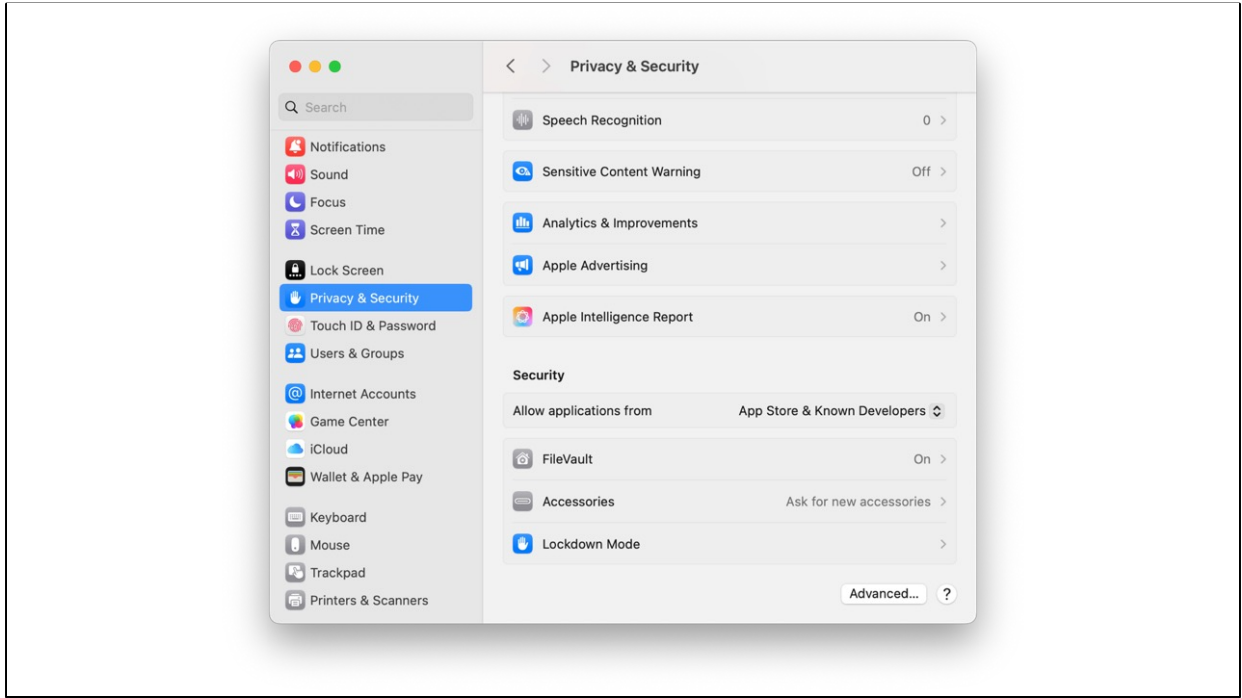 Privacy & Security
Search
Notifications
Sound
Focus
Screen Time
Lock Screen
Privacy & Security
Touch ID & Password
Users & Groups
Internet Accounts
Game Center
iCloud
Wallet & Apple Pay
Keyboard
Mouse
Trackpad
Printers & Scanners
Speech Recognition 0
Sensitive Content Warning Off
Analytics & Improvements
Apple Advertising
Apple Intelligence Report On
Security
Allow applications from App Store & Known Developers
FileVault On
Accessories Ask for new accessories
Lockdown Mode
Advanced... ?